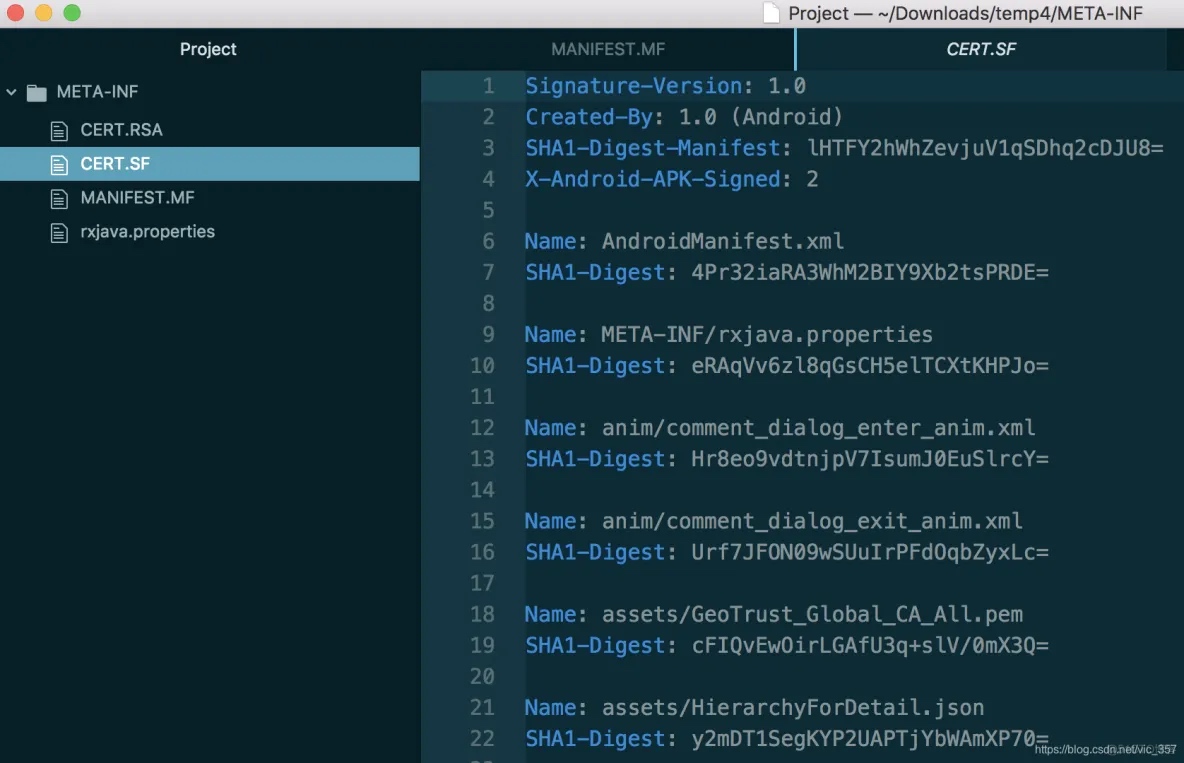 Project — ~/Downloads/temp4/META-INF
Project
MANIFEST.MF
CERT.SF
META-INF
CERT.RSA
CERT.SF
MANIFEST.MF
rxjava.properties
1 Signature-Version: 1.0
2 Created-By: 1.0 (Android)
3 SHA1-Digest-Manifest: lHTFY2hWhZevjuV1qSDhq2cDJU8=
4 X-Android-APK-Signed: 2
5
6 Name: AndroidManifest.xml
7 SHA1-Digest: 4Pr32iaRA3WhM2BIY9Xb2tsPRDE=
8
9 Name: META-INF/rxjava.properties
10 SHA1-Digest: eRAqVv6zl8qGsCH5elTCXtKHPJo=
11
12 Name: anim/comment_dialog_enter_anim.xml
13 SHA1-Digest: Hr8eo9vdtnjpV7IsumJ0EuSlrcY=
14
15 Name: anim/comment_dialog_exit_anim.xml
16 SHA1-Digest: Urf7JFON09wSUuIrPFdOqbZyxLc=
17
18 Name: assets/GeoTrust_Global_CA_All.pem
19 SHA1-Digest: cFIQvEwOirLGAfU3q+slV/0mX3Q=
20
21 Name: assets/HierarchyForDetail.json
22 SHA1-Digest: y2mDT1SegKYP2UAPTjYbWAmXP70=
https://blog.csdn.net/vic_357